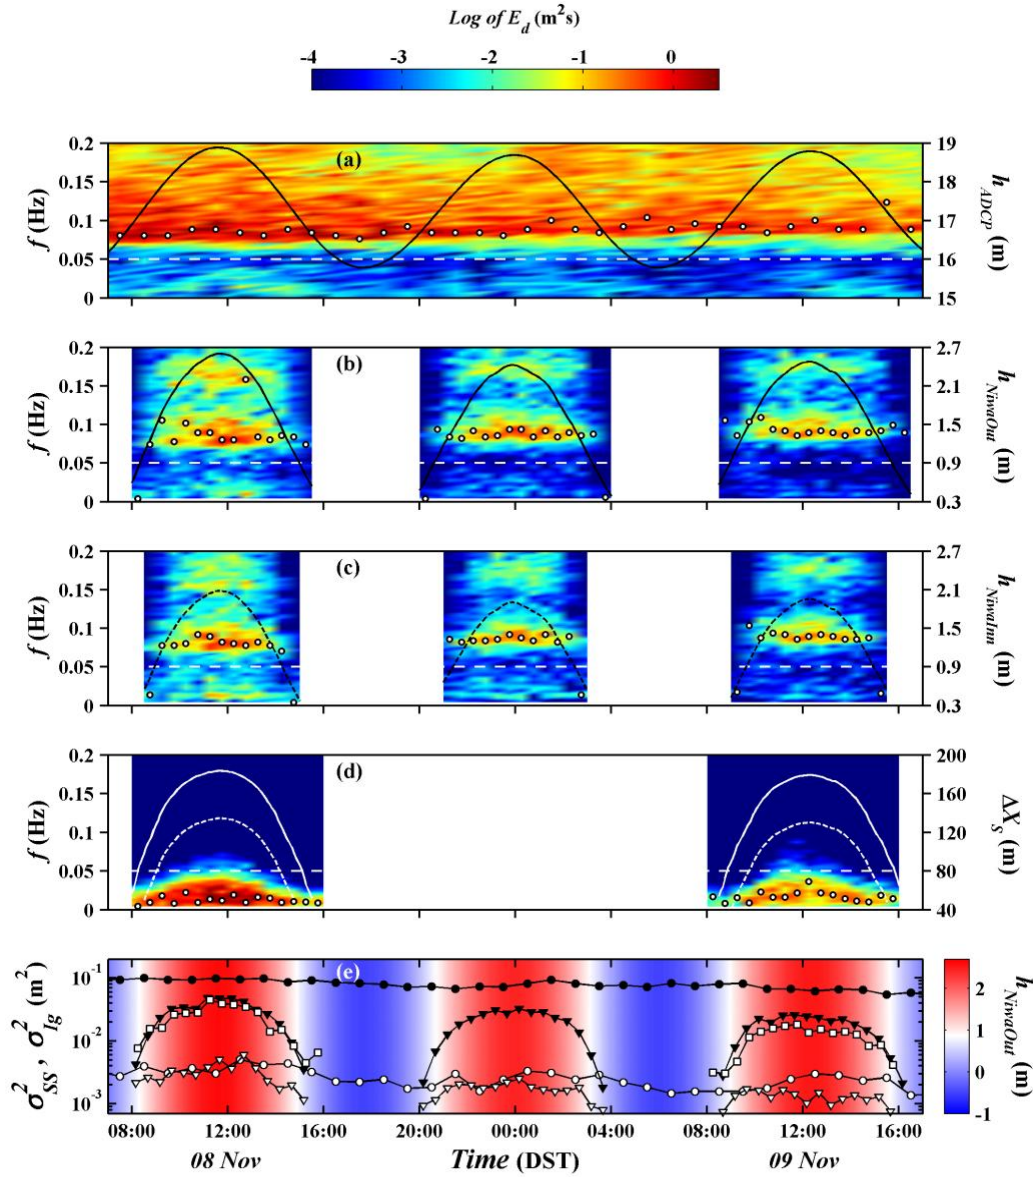 Log of E_d (m²s)
-4 -3 -2 -1 0
0.2 (a) 19
0.15 18
0.1 17
0.05 16
0 15
f (Hz)
h_ADCP (m)
0.2 (b) 2.7
0.15 2.1
0.1 1.5
0.05 0.9
0 0.3
f (Hz)
h_NiwaOut (m)
0.2 (c) 2.7
0.15 2.1
0.1 1.5
0.05 0.9
0 0.3
f (Hz)
h_NiwaInn (m)
0.2 (d) 200
0.15 160
0.1 120
0.05 80
0 40
f (Hz)
ΔX_S (m)
10⁻¹ (e)
10⁻²
10⁻³
σ²_SS, σ²_Ig (m²)
2
1
0
-1
h_NiwaOut (m)
08:00 12:00 16:00 20:00 00:00 04:00 08:00 12:00 16:00
08 Nov Time (DST) 09 Nov